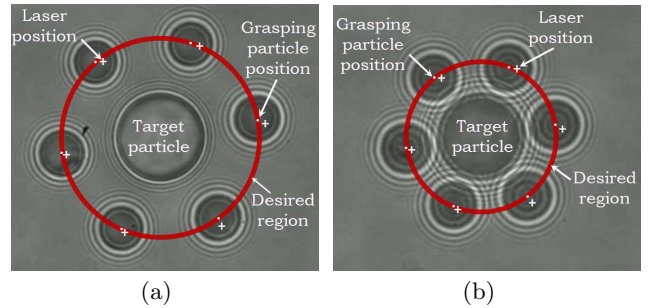 Laser
position
Grasping
particle
position
Target
particle
Desired
region
(a)
Grasping
particle
position
Laser
position
Target
particle
Desired
region
(b)